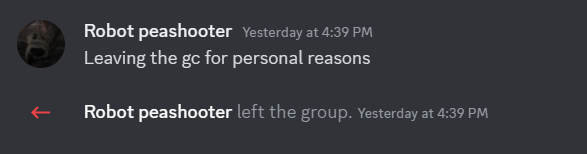 Robot peashooter Yesterday at 4:39 PM
Leaving the gc for personal reasons
Robot peashooter left the group. Yesterday at 4:39 PM